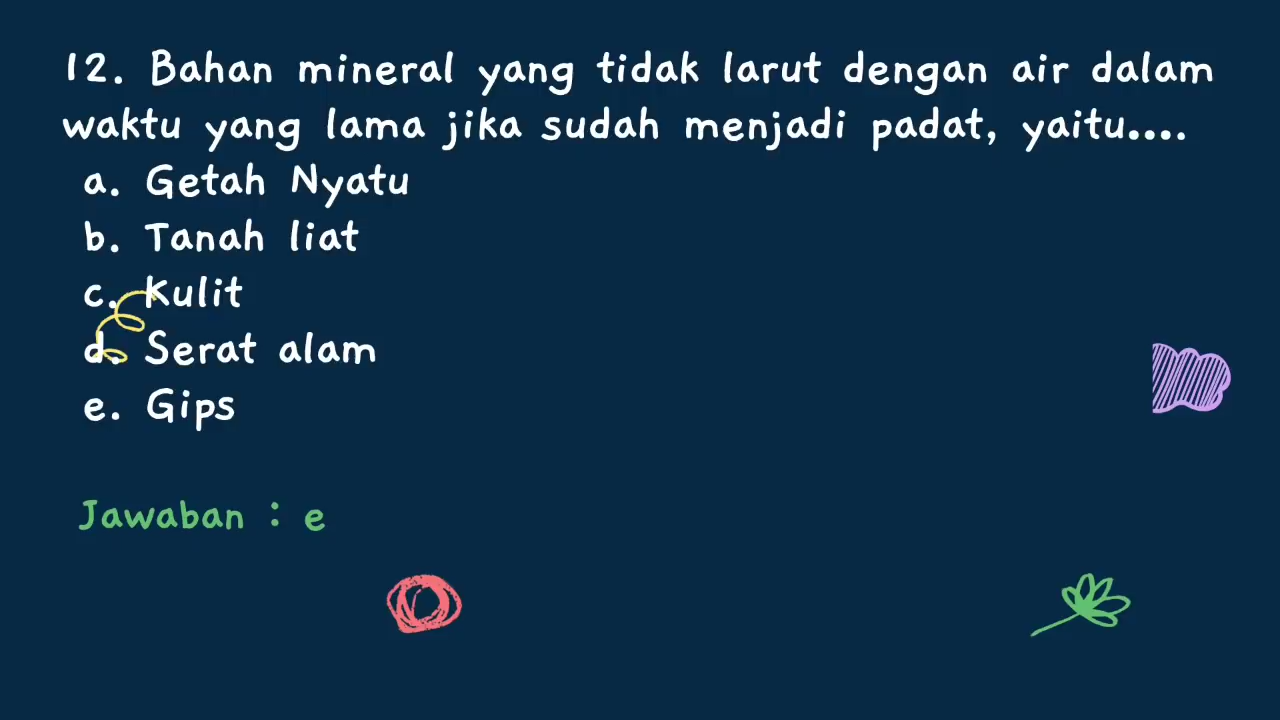 12. Bahan mineral yang tidak larut dengan air dalam
waktu yang lama jika sudah menjadi padat, yaitu....
a. Getah Nyatu
b. Tanah liat
c. Kulit
d. Serat alam
e. Gips
Jawaban : e